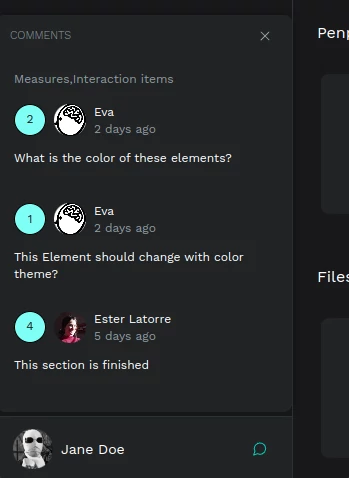 COMMENTS
Measures,Interaction items
2
Eva
2 days ago
What is the color of these elements?
1
Eva
2 days ago
This Element should change with color
theme?
4
Ester Latorre
5 days ago
This section is finished
Jane Doe
Files